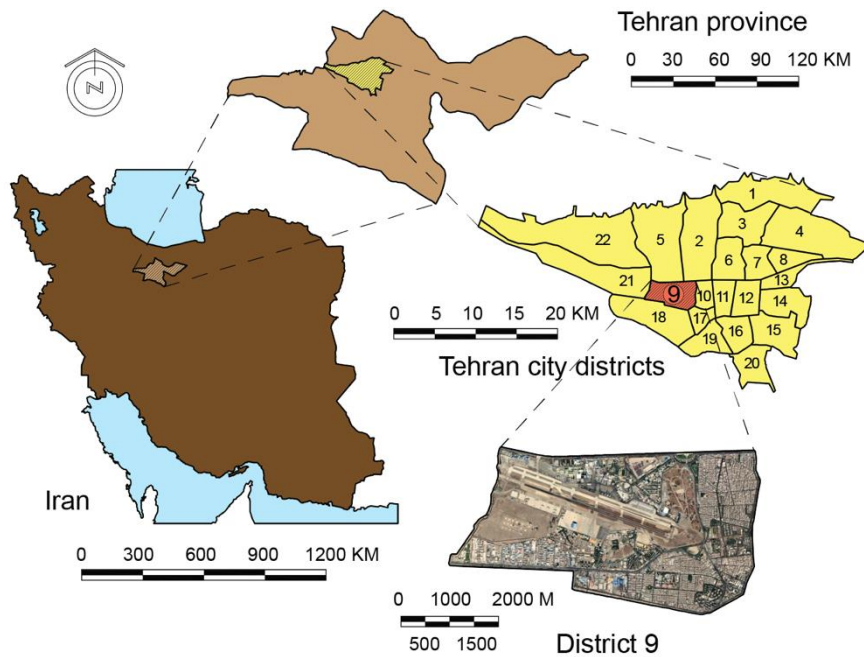 Tehran province
0 30 60 90 120 KM
N
1
2
3
4
5
6
7
8
9
10
11
12
13
14
15
16
17
18
19
20
21
22
0 5 10 15 20 KM
Tehran city districts
Iran
0 300 600 900 1200 KM
0 1000 2000 M
500 1500
District 9